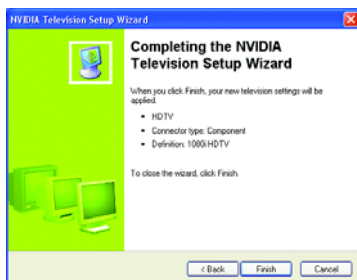 NVIDIA Television Setup Wizard
Completing the NVIDIA
Television Setup Wizard
When you click Finish, your new television settings will be
applied.
• HDTV
• Connector type: Component
• Definition: 1080i HDTV
To close the wizard, click Finish.
< Back
Finish
Cancel